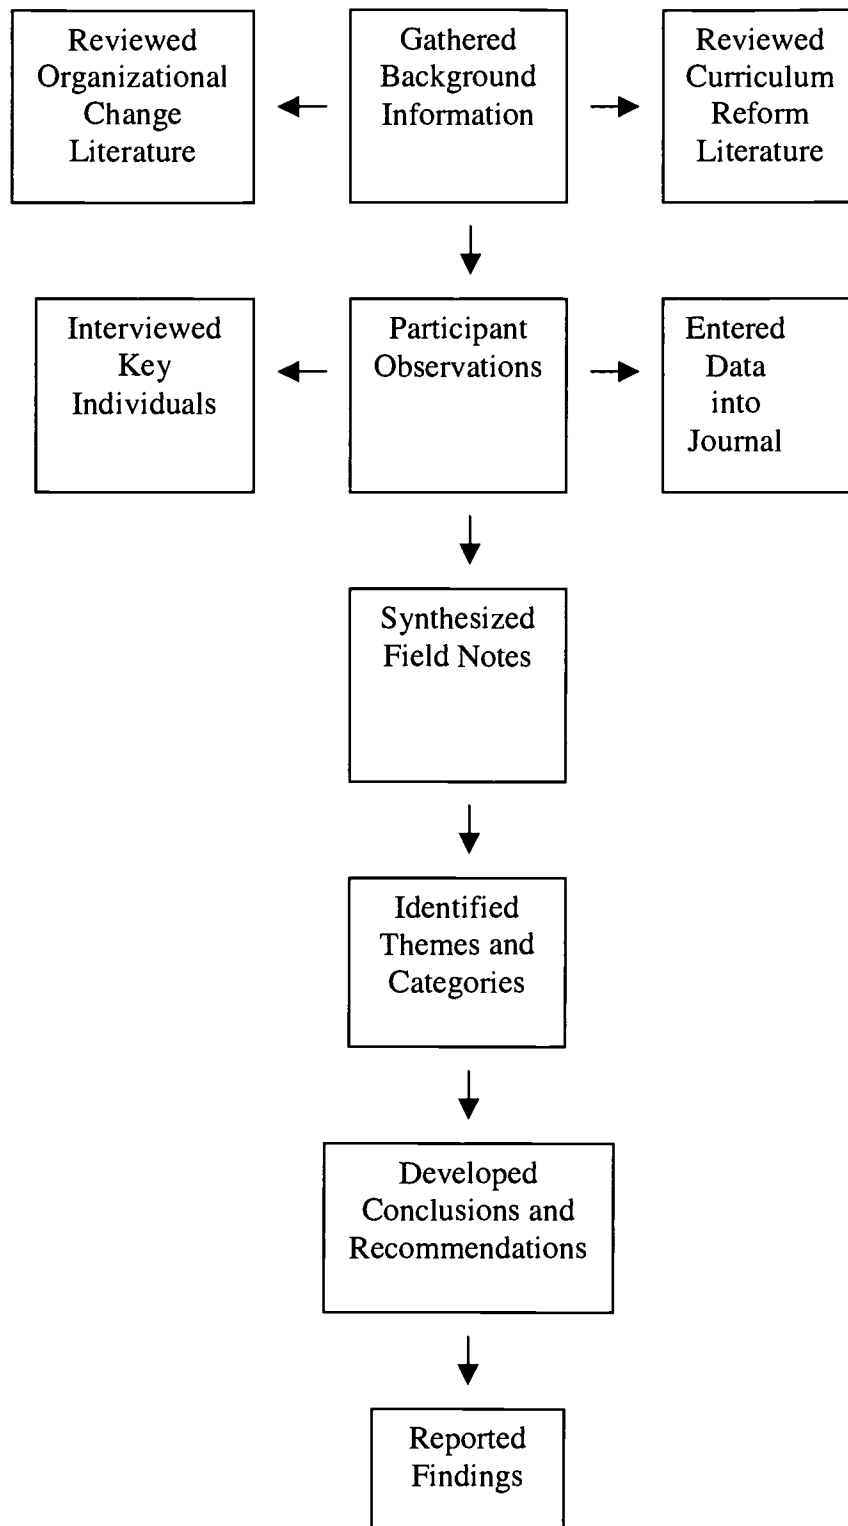 Reviewed
Organizational
Change
Literature
Gathered
Background
Information
Reviewed
Curriculum
Reform
Literature
Interviewed
Key
Individuals
Participant
Observations
Entered
Data
into
Journal
Synthesized
Field Notes
Identified
Themes and
Categories
Developed
Conclusions and
Recommendations
Reported
Findings